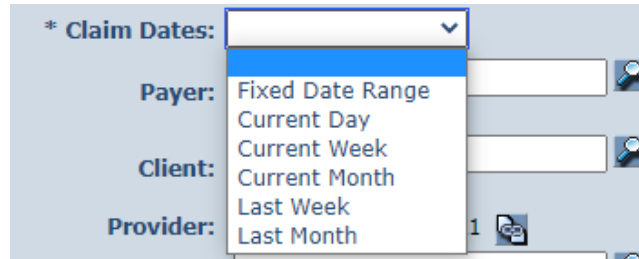 * Claim Dates:
Fixed Date Range
Payer:
Current Day
Current Week
Client:
Current Month
Last Week
Provider:
1
Last Month